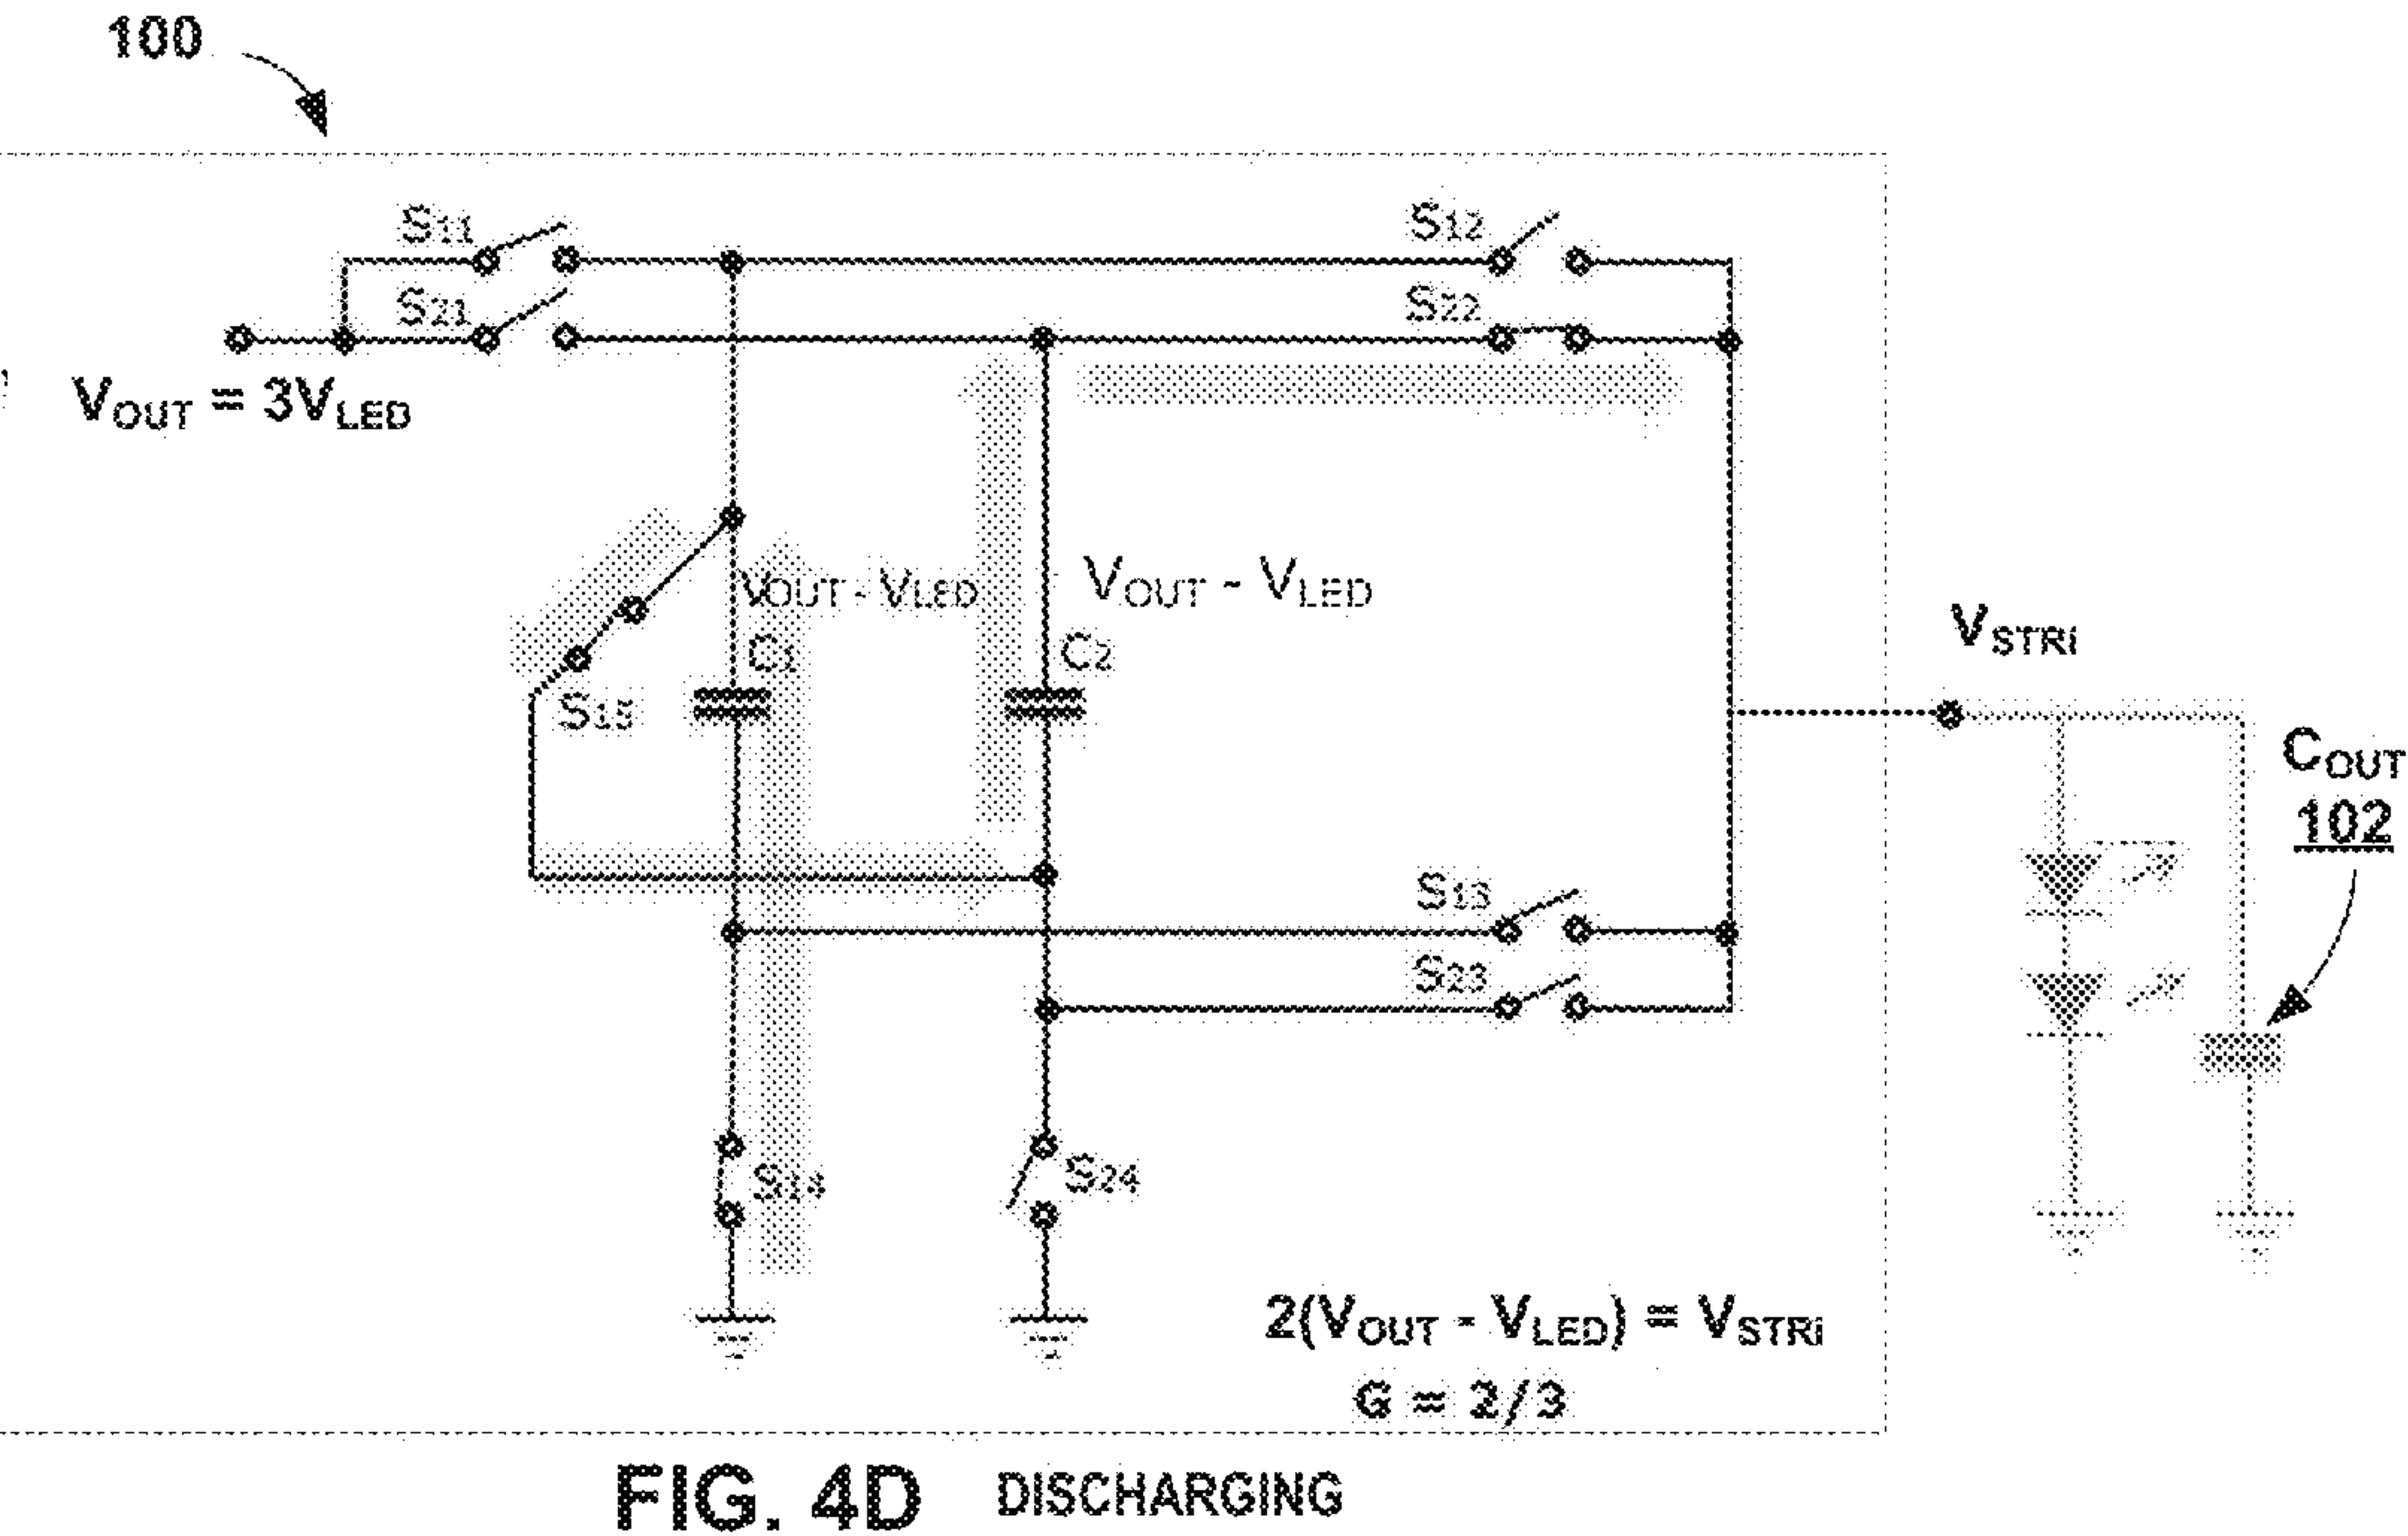 100
S11
S12
S21
S22
VOUT = 3VLED
VOUT - VLED
VOUT - VLED
C1
C2
S15
VSTRi
COUT
102
S13
S23
S14
S24
2(VOUT - VLED) = VSTRi
G = 2/3
FIG. 4D DISCHARGING